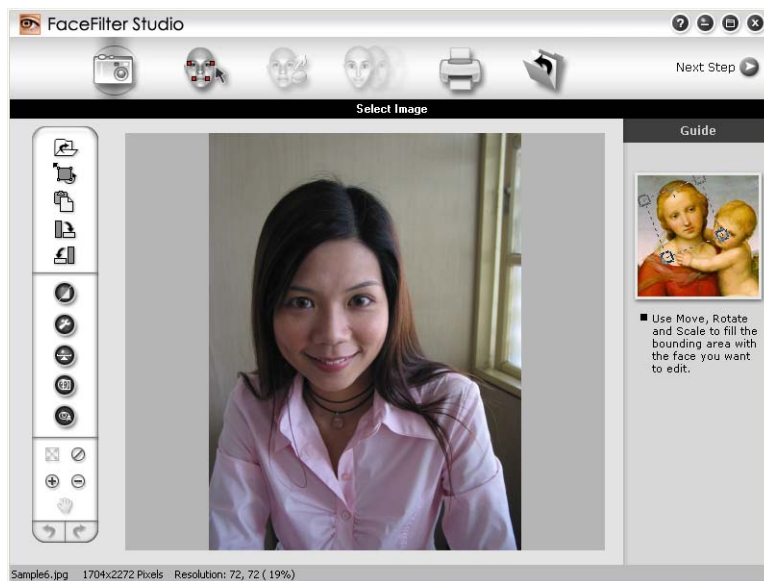 FaceFilter Studio
Next Step
Select Image
Guide
Use Move, Rotate
and Scale to fill the
bounding area with
the face you want
to edit.
Sample6.jpg 1704x2272 Pixels Resolution: 72, 72 ( 19%)